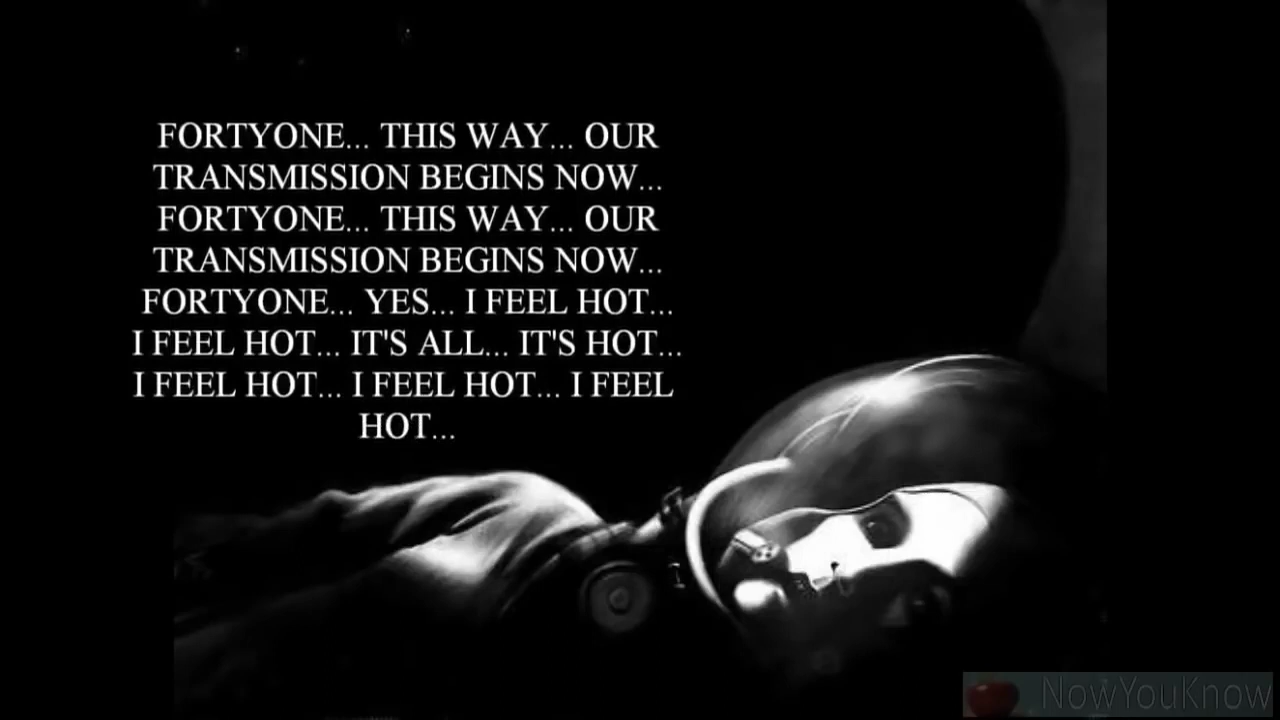 FORTYONE... THIS WAY... OUR
TRANSMISSION BEGINS NOW...
FORTYONE... THIS WAY... OUR
TRANSMISSION BEGINS NOW...
FORTYONE... YES... I FEEL HOT...
I FEEL HOT... IT'S ALL... IT'S HOT...
I FEEL HOT... I FEEL HOT... I FEEL
HOT...
NowYouKnow